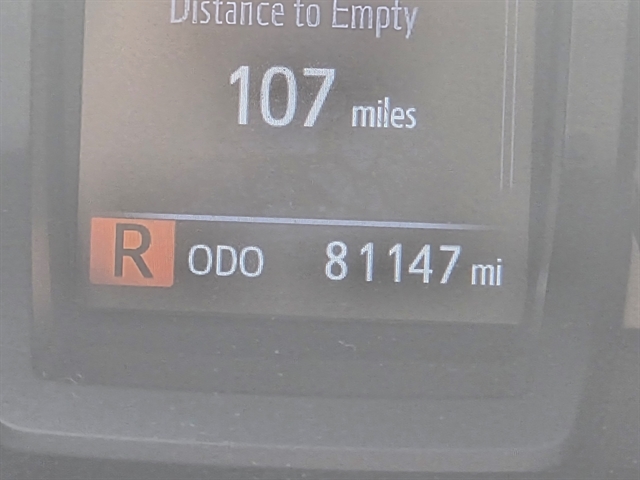 Distance to Empty
107 miles
R ODO 81147 mi